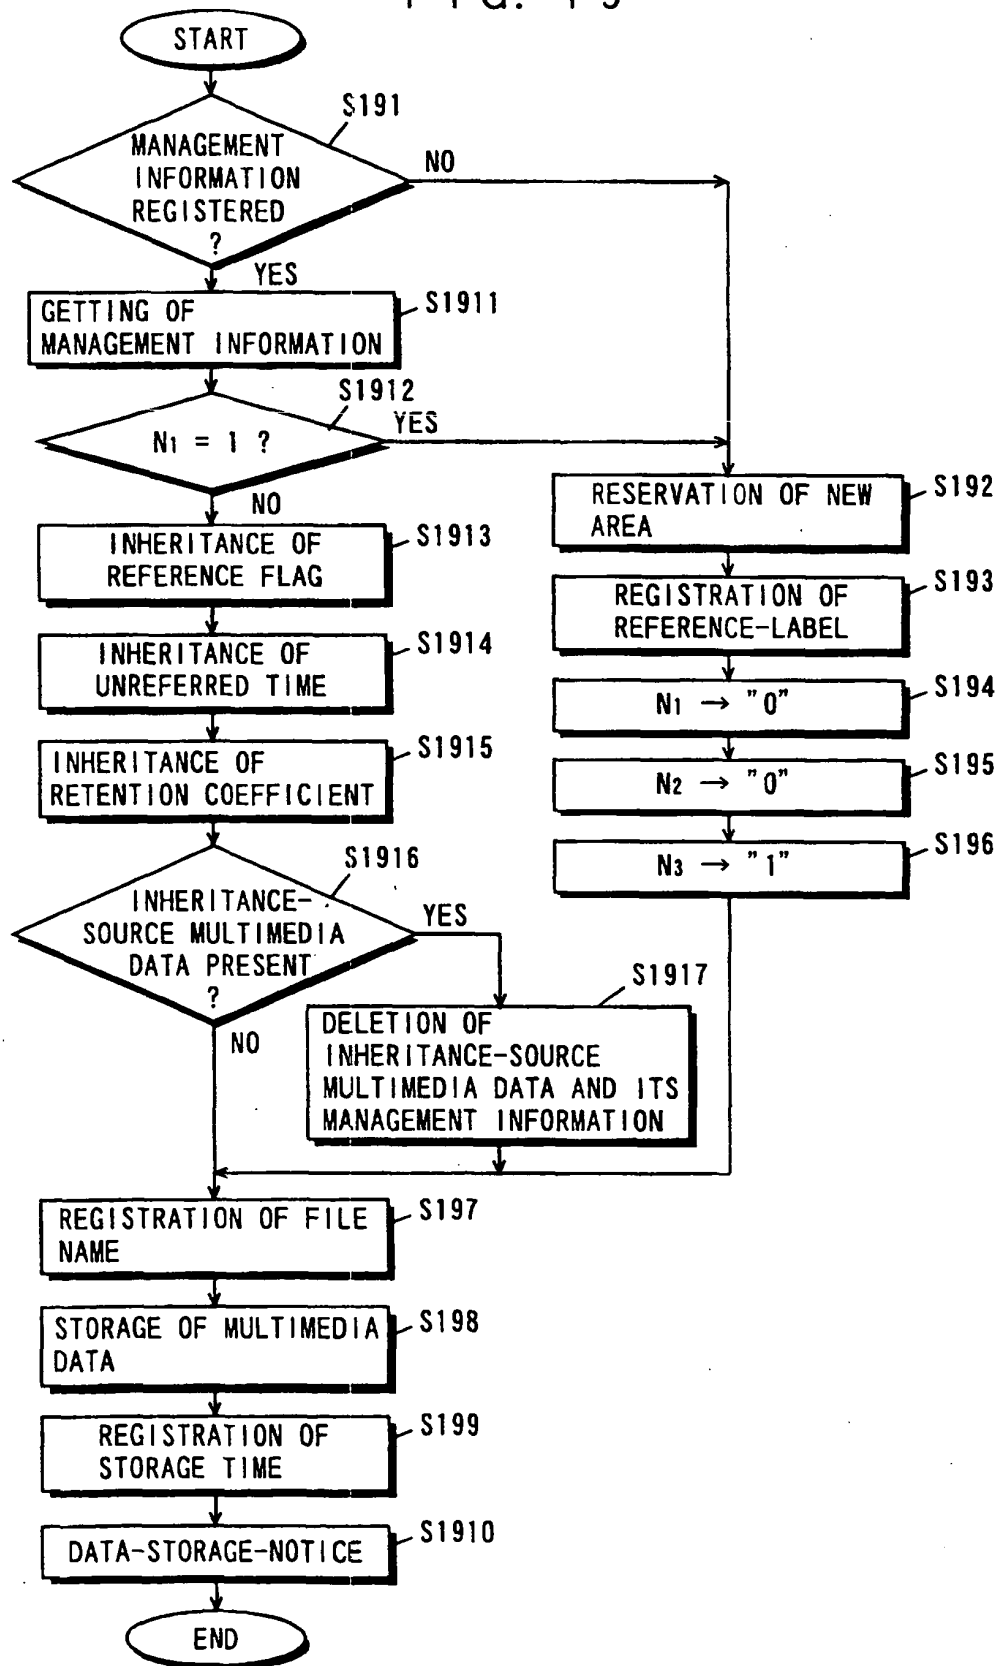 FIG. 19
START
S191
MANAGEMENT
INFORMATION
REGISTERED
?
NO
YES
GETTING OF
MANAGEMENT INFORMATION
S1911
S1912
N1 = 1 ?
YES
NO
INHERITANCE OF
REFERENCE FLAG
S1913
INHERITANCE OF
UNREFERRED TIME
S1914
INHERITANCE OF
RETENTION COEFFICIENT
S1915
S1916
INHERITANCE-
SOURCE MULTIMEDIA
DATA PRESENT
?
YES
NO
S1917
DELETION OF
INHERITANCE-SOURCE
MULTIMEDIA DATA AND ITS
MANAGEMENT INFORMATION
RESERVATION OF NEW
AREA
S192
REGISTRATION OF
REFERENCE-LABEL
S193
N1 → "0"
S194
N2 → "0"
S195
N3 → "1"
S196
REGISTRATION OF FILE
NAME
S197
STORAGE OF MULTIMEDIA
DATA
S198
REGISTRATION OF
STORAGE TIME
S199
DATA-STORAGE-NOTICE
S1910
END